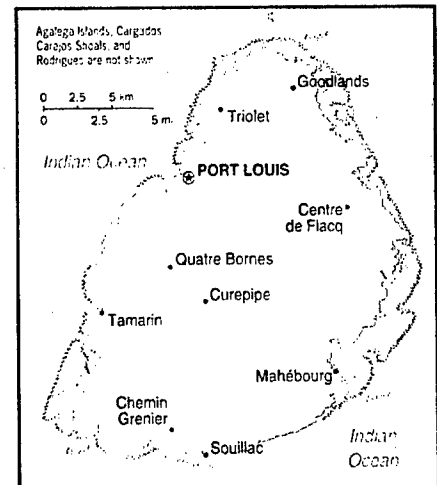 Agalega Islands, Cargados
Carajos Shoals, and
Rodrigues are not shown
0 2.5 5 km
0 2.5 5 mi
Goodlands
Triolet
Indian Ocean
PORT LOUIS
Centre
de Flacq
Quatre Bornes
Curepipe
Tamarin
Mahébourg
Chemin
Grenier
Souillac
Indian
Ocean